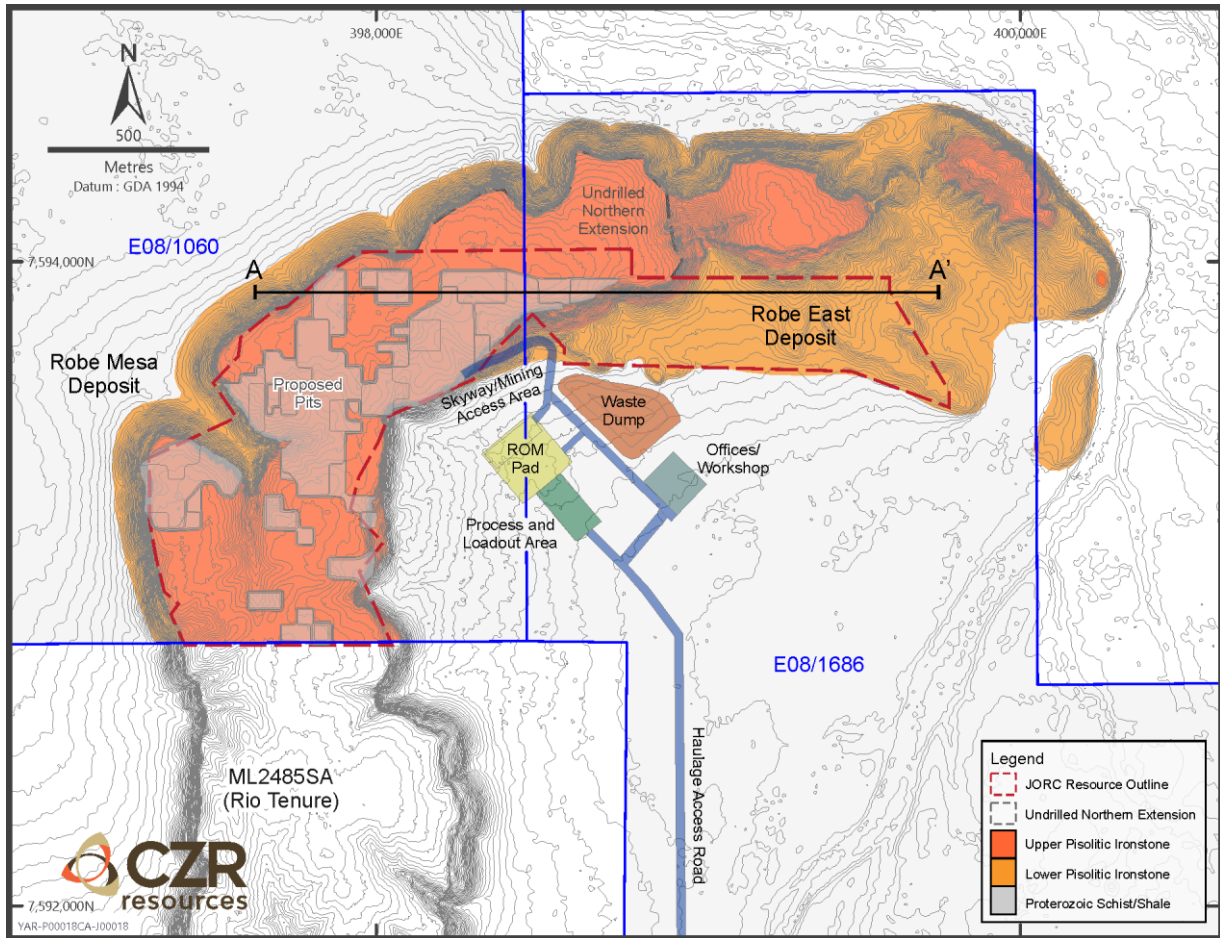 398,000E
400,000E
N
500
Metres
Datum : GDA 1994
Undrilled
Northern
Extension
E08/1060
7,594,000N
A
A'
Robe East
Deposit
Robe Mesa
Deposit
Proposed
Pits
Skyway/Mining
Access Area
Waste
Dump
ROM
Pad
Offices/
Workshop
Process and
Loadout Area
E08/1686
Haulage Access Road
ML2485SA
(Rio Tenure)
Legend
JORC Resource Outline
Undrilled Northern Extension
Upper Pisolitic Ironstone
Lower Pisolitic Ironstone
Proterozoic Schist/Shale
CZR
resources
7,592,000N
YAR-P00018CA-J00018